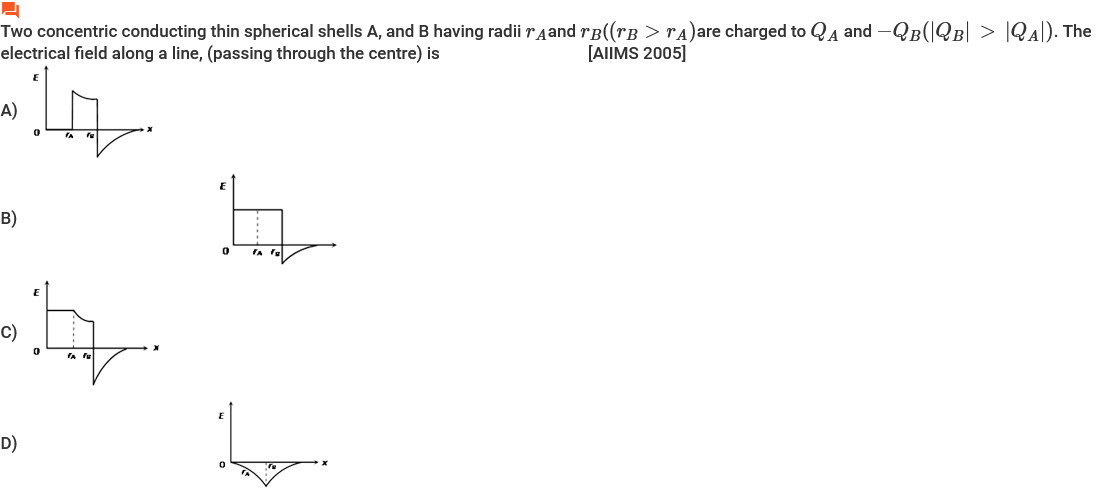 Two concentric conducting thin spherical shells A, and B having radii r_A and r_B((r_B > r_A)are charged to Q_A and −Q_B(|Q_B| > |Q_A|). The
electrical field along a line, (passing through the centre) is [AIIMS 2005]
A)
E
0 r_A r_B x
B)
E
0 r_A r_B
C)
E
0 r_A r_B x
D)
E
0 r_A r_B x